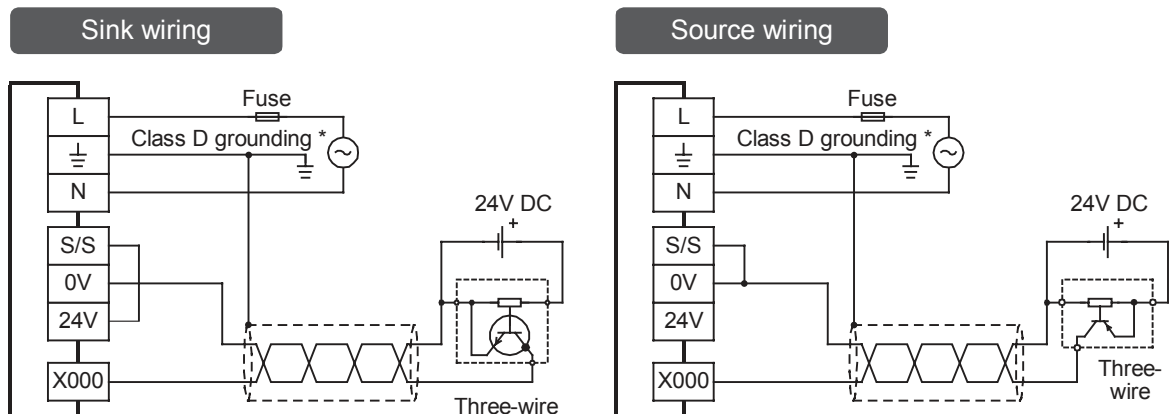 Sink wiring
L
Fuse
Class D grounding *
N
24V DC
+
S/S
0V
24V
X000
Three-wire
Source wiring
L
Fuse
Class D grounding *
N
24V DC
+
S/S
0V
24V
X000
Three-
wire